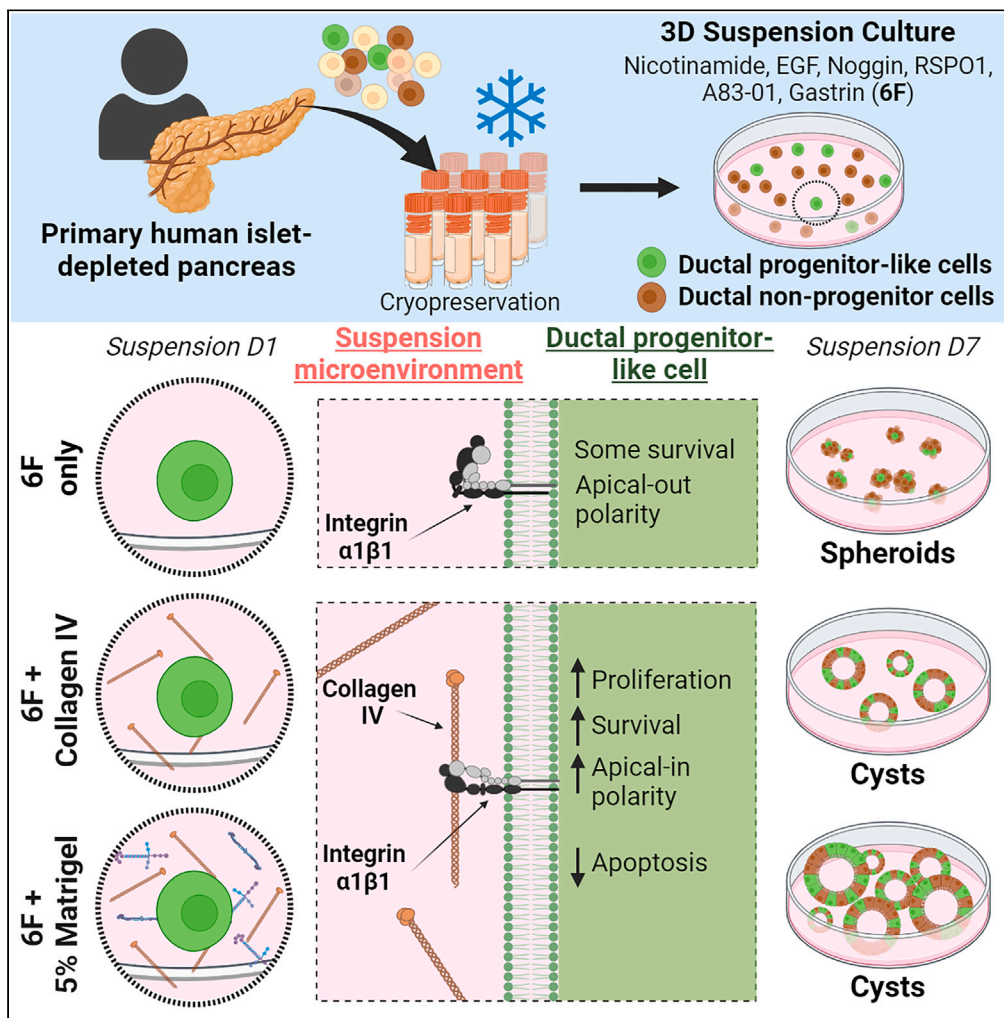 3D Suspension Culture
Nicotinamide, EGF, Noggin, RSPO1,
A83-01, Gastrin (6F)
Primary human islet-
depleted pancreas
Cryopreservation
Ductal progenitor-like cells
Ductal non-progenitor cells
Suspension D1
Suspension
microenvironment
Ductal progenitor-
like cell
Suspension D7
6F
only
Integrin
α1β1
Some survival
Apical-out
polarity
Spheroids
6F +
Collagen IV
Collagen
IV
Proliferation
Survival
Apical-in
polarity
Cysts
Integrin
α1β1
Apoptosis
6F +
5% Matrigel
Cysts